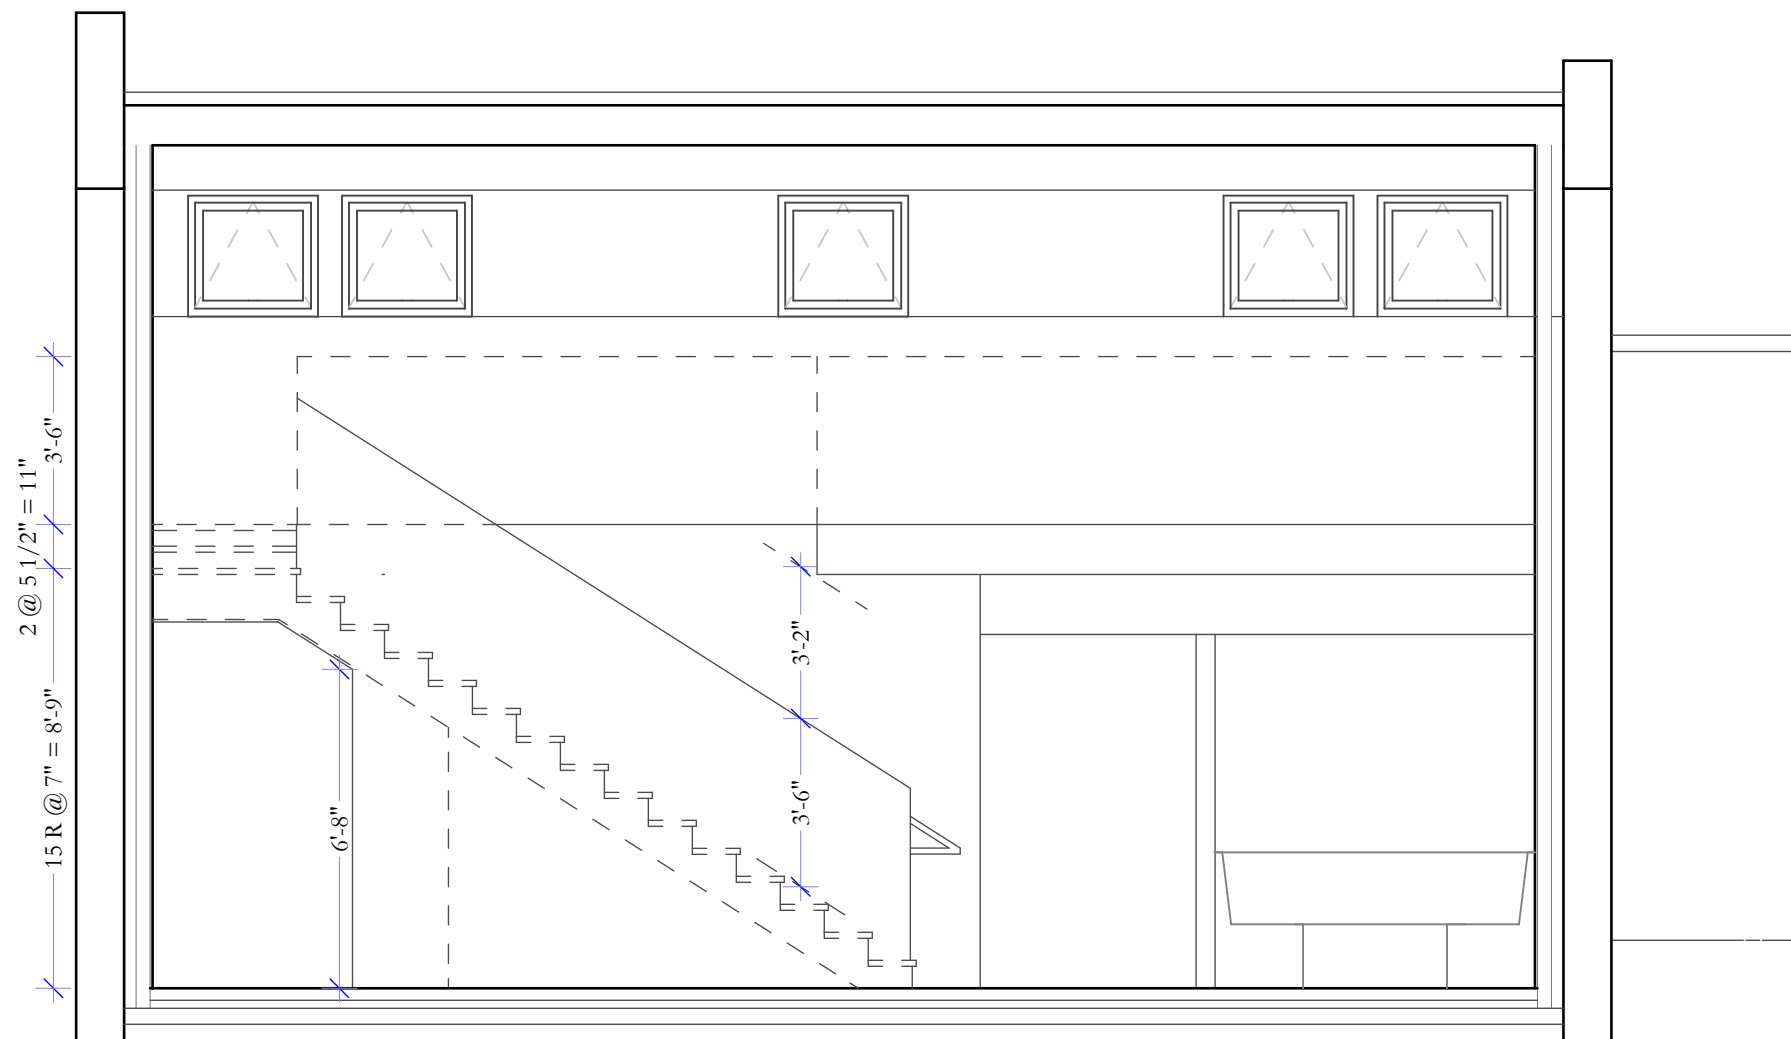 2 @ 5 1/2" = 11"
3'-6"
15 R @ 7" = 8'-9"
6'-8"
3'-2"
3'-6"